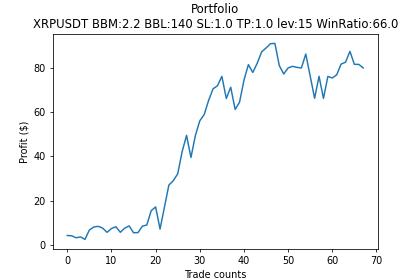 Portfolio
XRPUSDT BBM:2.2 BBL:140 SL:1.0 TP:1.0 lev:15 WinRatio:66.0
80
60
40
20
0
Profit ($)
0 10 20 30 40 50 60 70
Trade counts